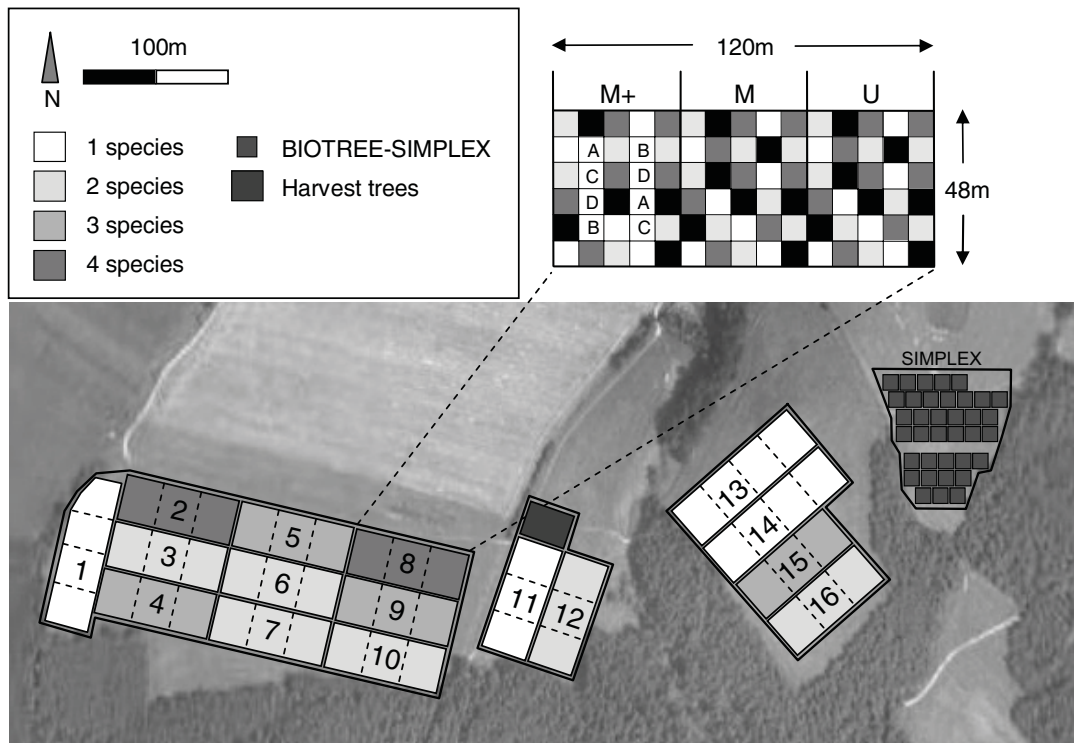 100m
N
1 species
2 species
3 species
4 species
BIOTREE-SIMPLEX
Harvest trees
120m
M+ M U
A B
C D
D A
B C
48m
SIMPLEX
1
2
3
4
5
6
7
8
9
10
11
12
13
14
15
16